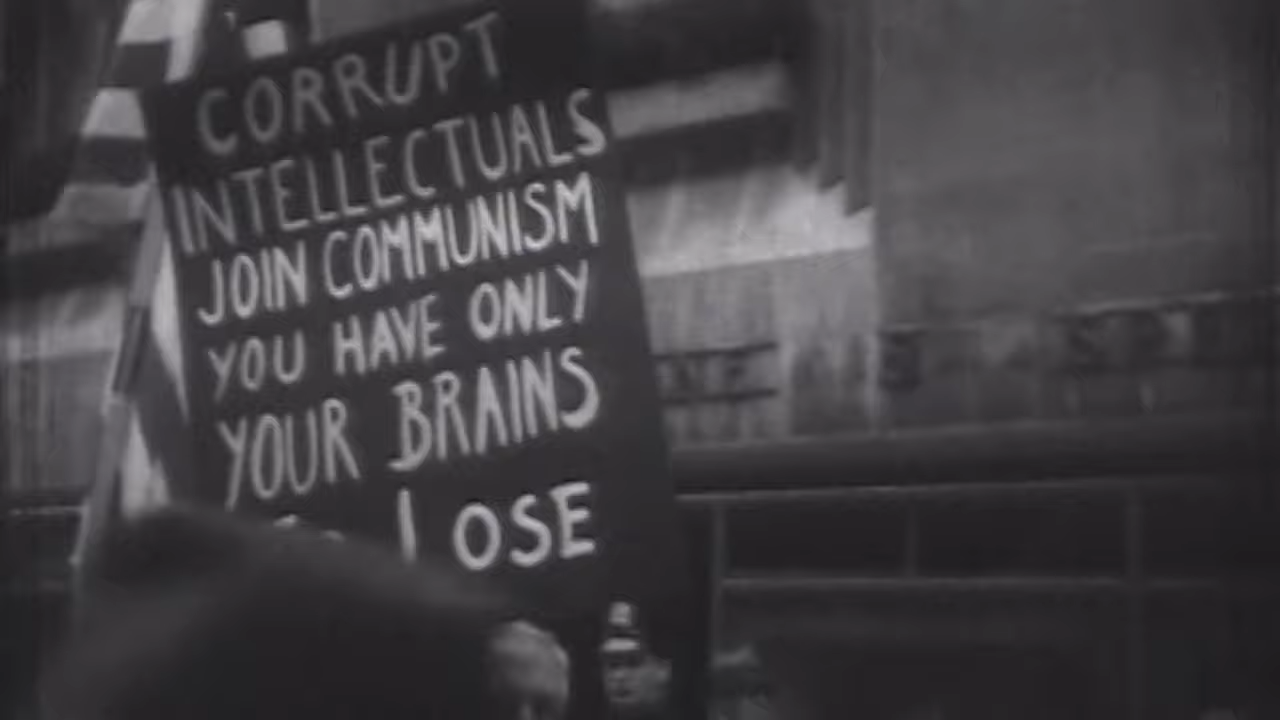 CORRUPT
INTELLECTUALS
JOIN COMMUNISM
YOU HAVE ONLY
YOUR BRAINS
LOSE